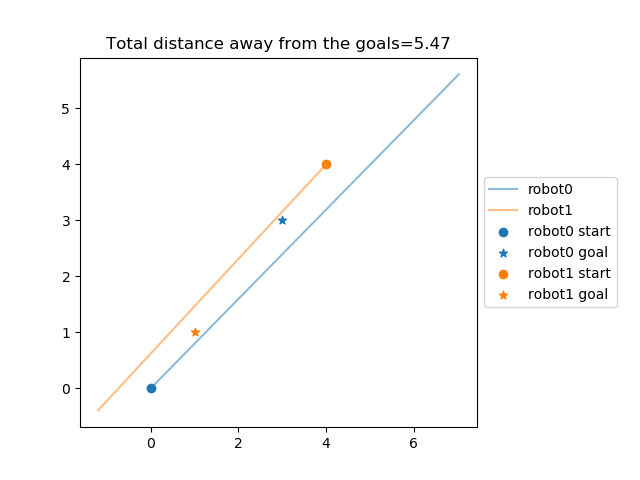 Total distance away from the goals=5.47
5
4
3
2
1
0
0 2 4 6
robot0
robot1
robot0 start
robot0 goal
robot1 start
robot1 goal